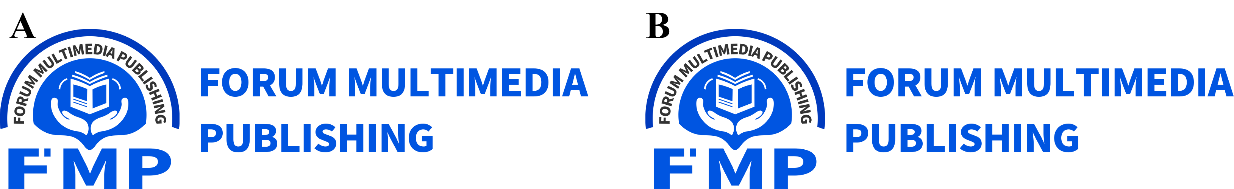 A
FORUM MULTIMEDIA PUBLISHING
FMP
FORUM MULTIMEDIA
PUBLISHING
B
FORUM MULTIMEDIA PUBLISHING
FMP
FORUM MULTIMEDIA
PUBLISHING